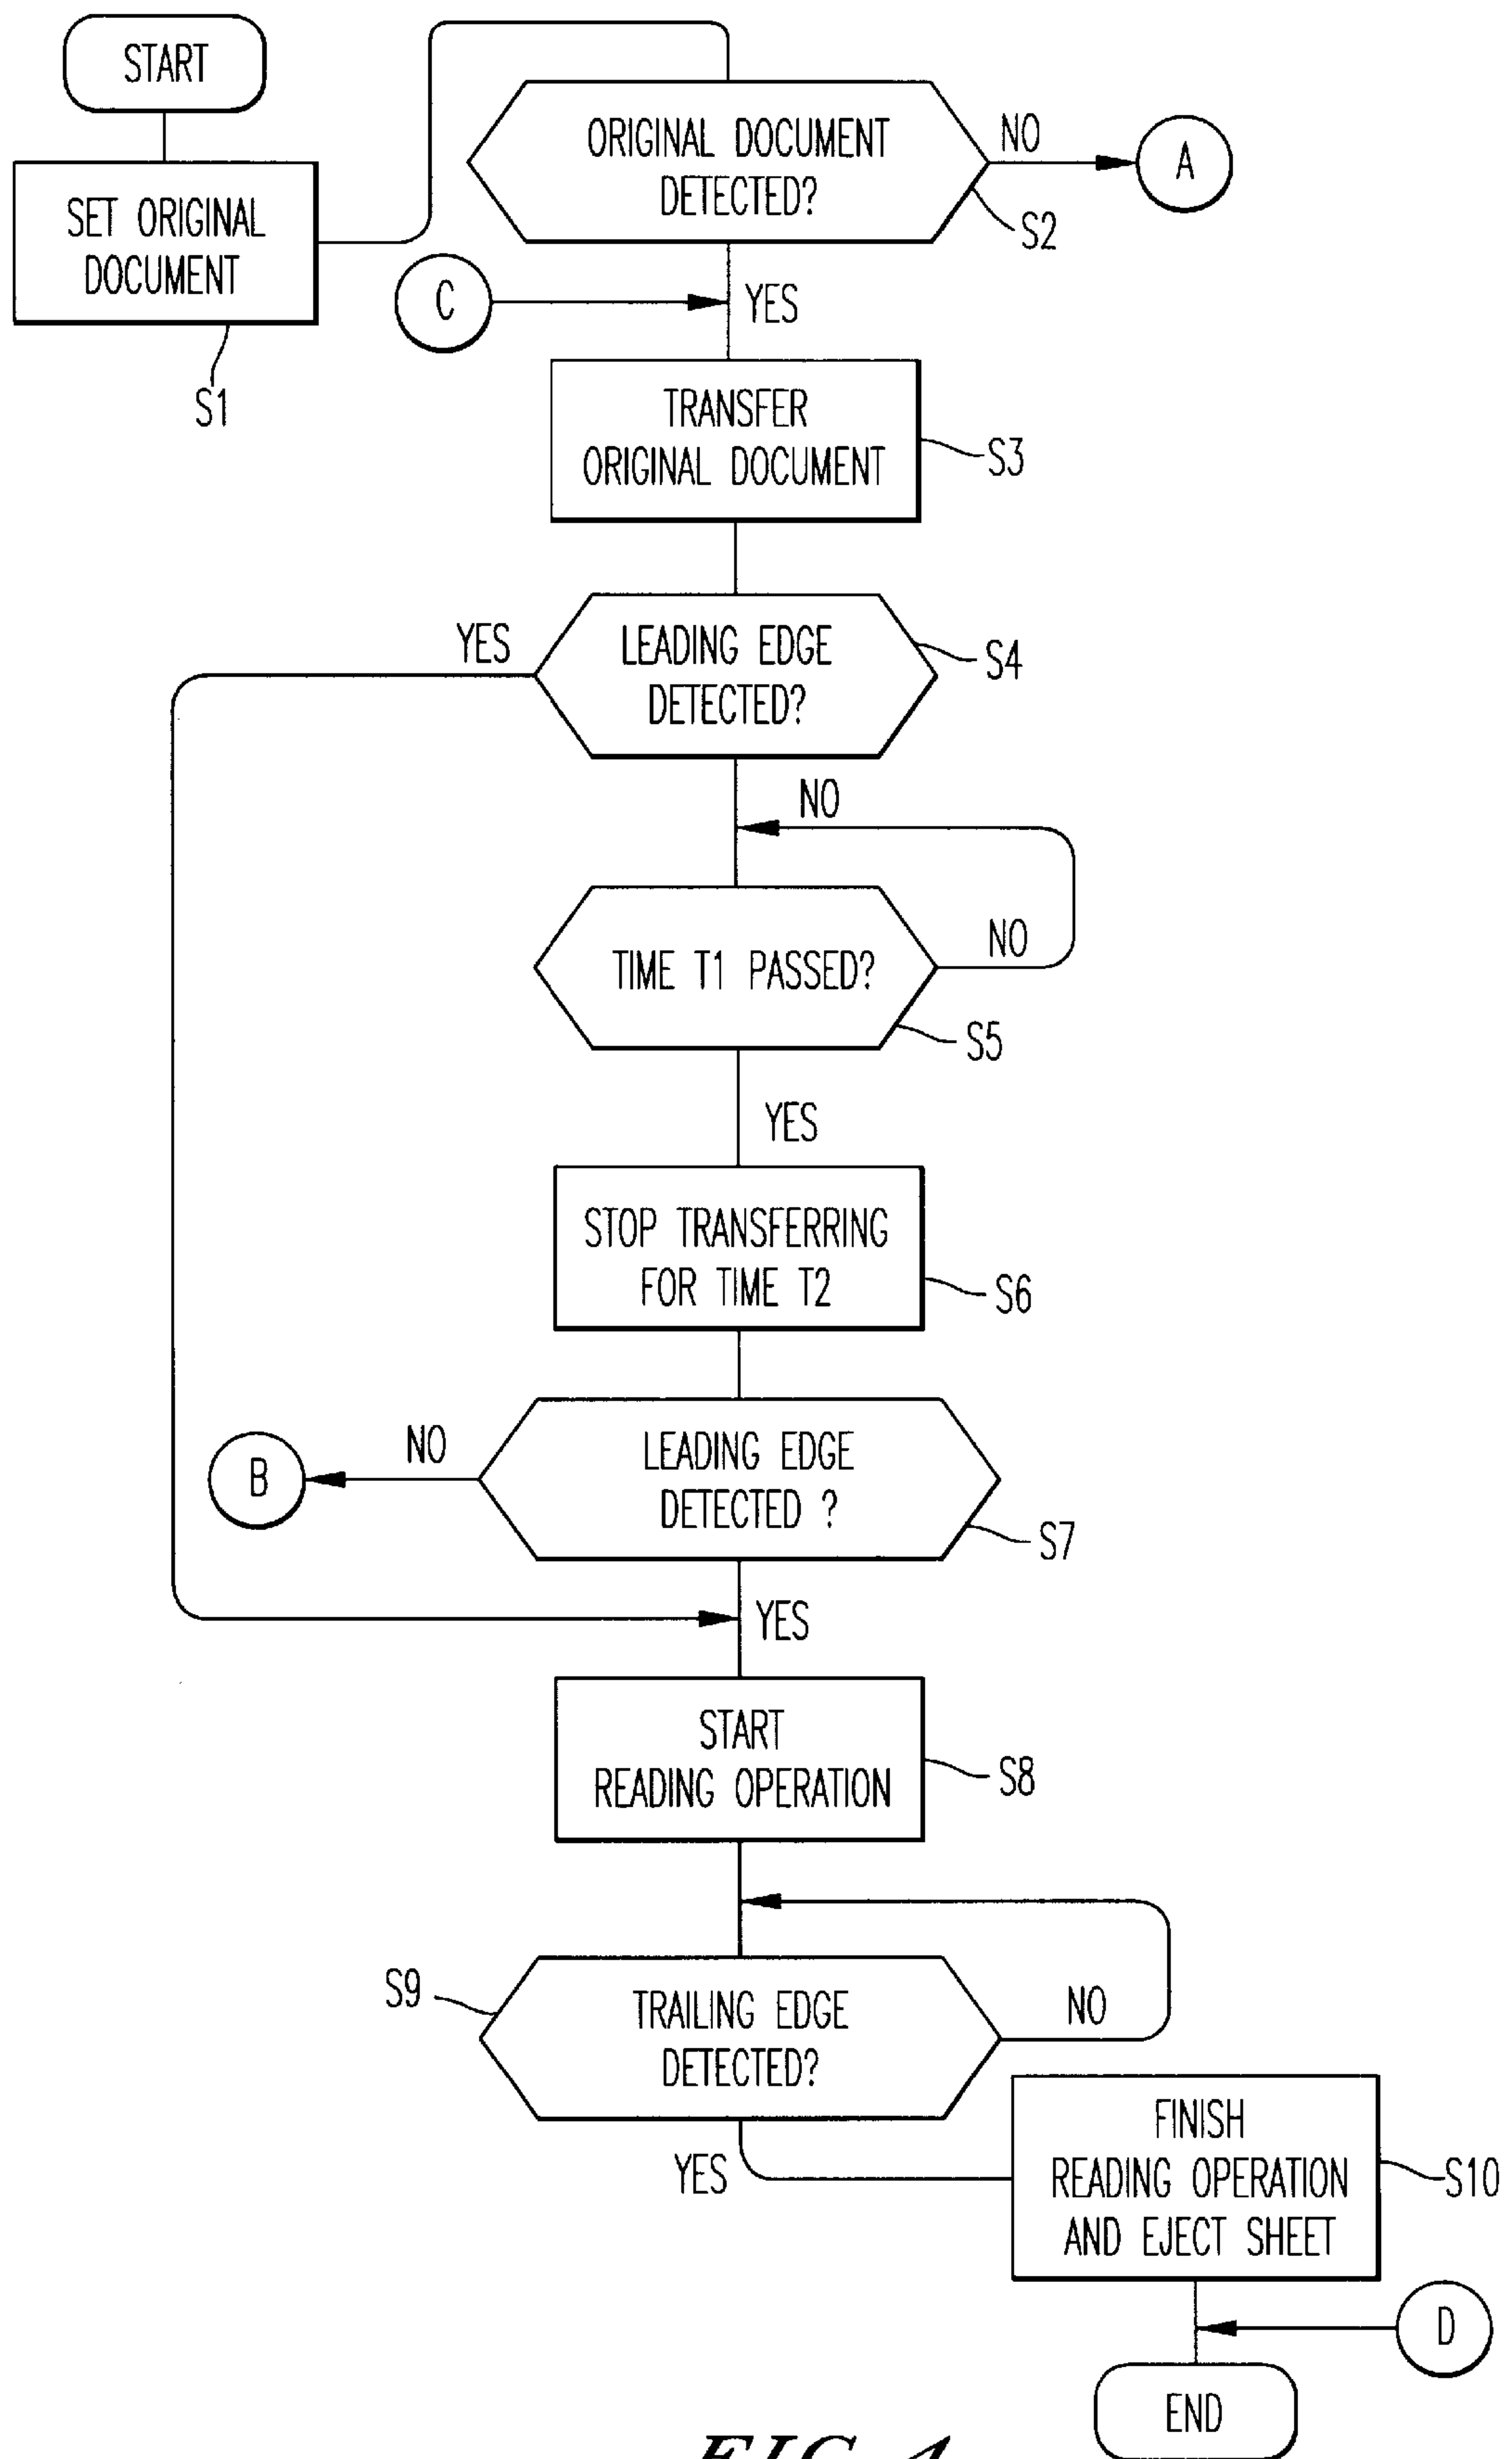 START
SET ORIGINAL
DOCUMENT
S1
ORIGINAL DOCUMENT
DETECTED?
S2
NO
A
C
YES
TRANSFER
ORIGINAL DOCUMENT
S3
LEADING EDGE
DETECTED?
S4
YES
NO
TIME T1 PASSED?
NO
S5
YES
STOP TRANSFERRING
FOR TIME T2
S6
LEADING EDGE
DETECTED ?
S7
NO
B
YES
START
READING OPERATION
S8
S9
TRAILING EDGE
DETECTED?
NO
YES
FINISH
READING OPERATION
AND EJECT SHEET
S10
D
END
FIG. 4